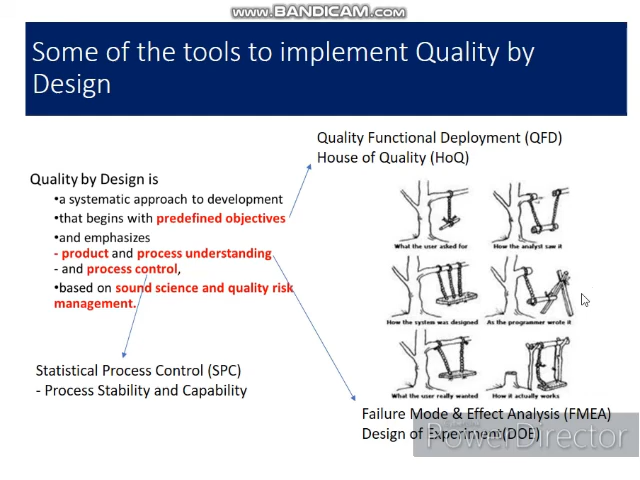 www.BANDICAM.com
Some of the tools to implement Quality by
Design
Quality Functional Deployment (QFD)
House of Quality (HoQ)
Quality by Design is
•a systematic approach to development
•that begins with predefined objectives
•and emphasizes
- product and process understanding
- and process control,
•based on sound science and quality risk
management.
What the user asked for
How the analyst saw it
How the system was designed
As the programmer wrote it
What the user really wanted
How it actually works
Statistical Process Control (SPC)
- Process Stability and Capability
Failure Mode & Effect Analysis (FMEA)
Design of Experiment(DOE)
PowerDirector